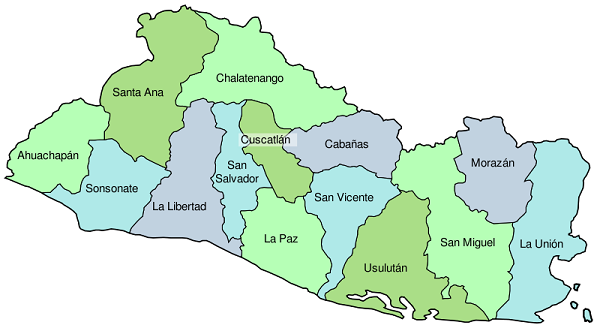 Chalatenango
Santa Ana
Cuscatlán
Cabañas
Ahuachapán
Morazán
San
Salvador
Sonsonate
San Vicente
La Libertad
La Paz
San Miguel
La Unión
Usulután